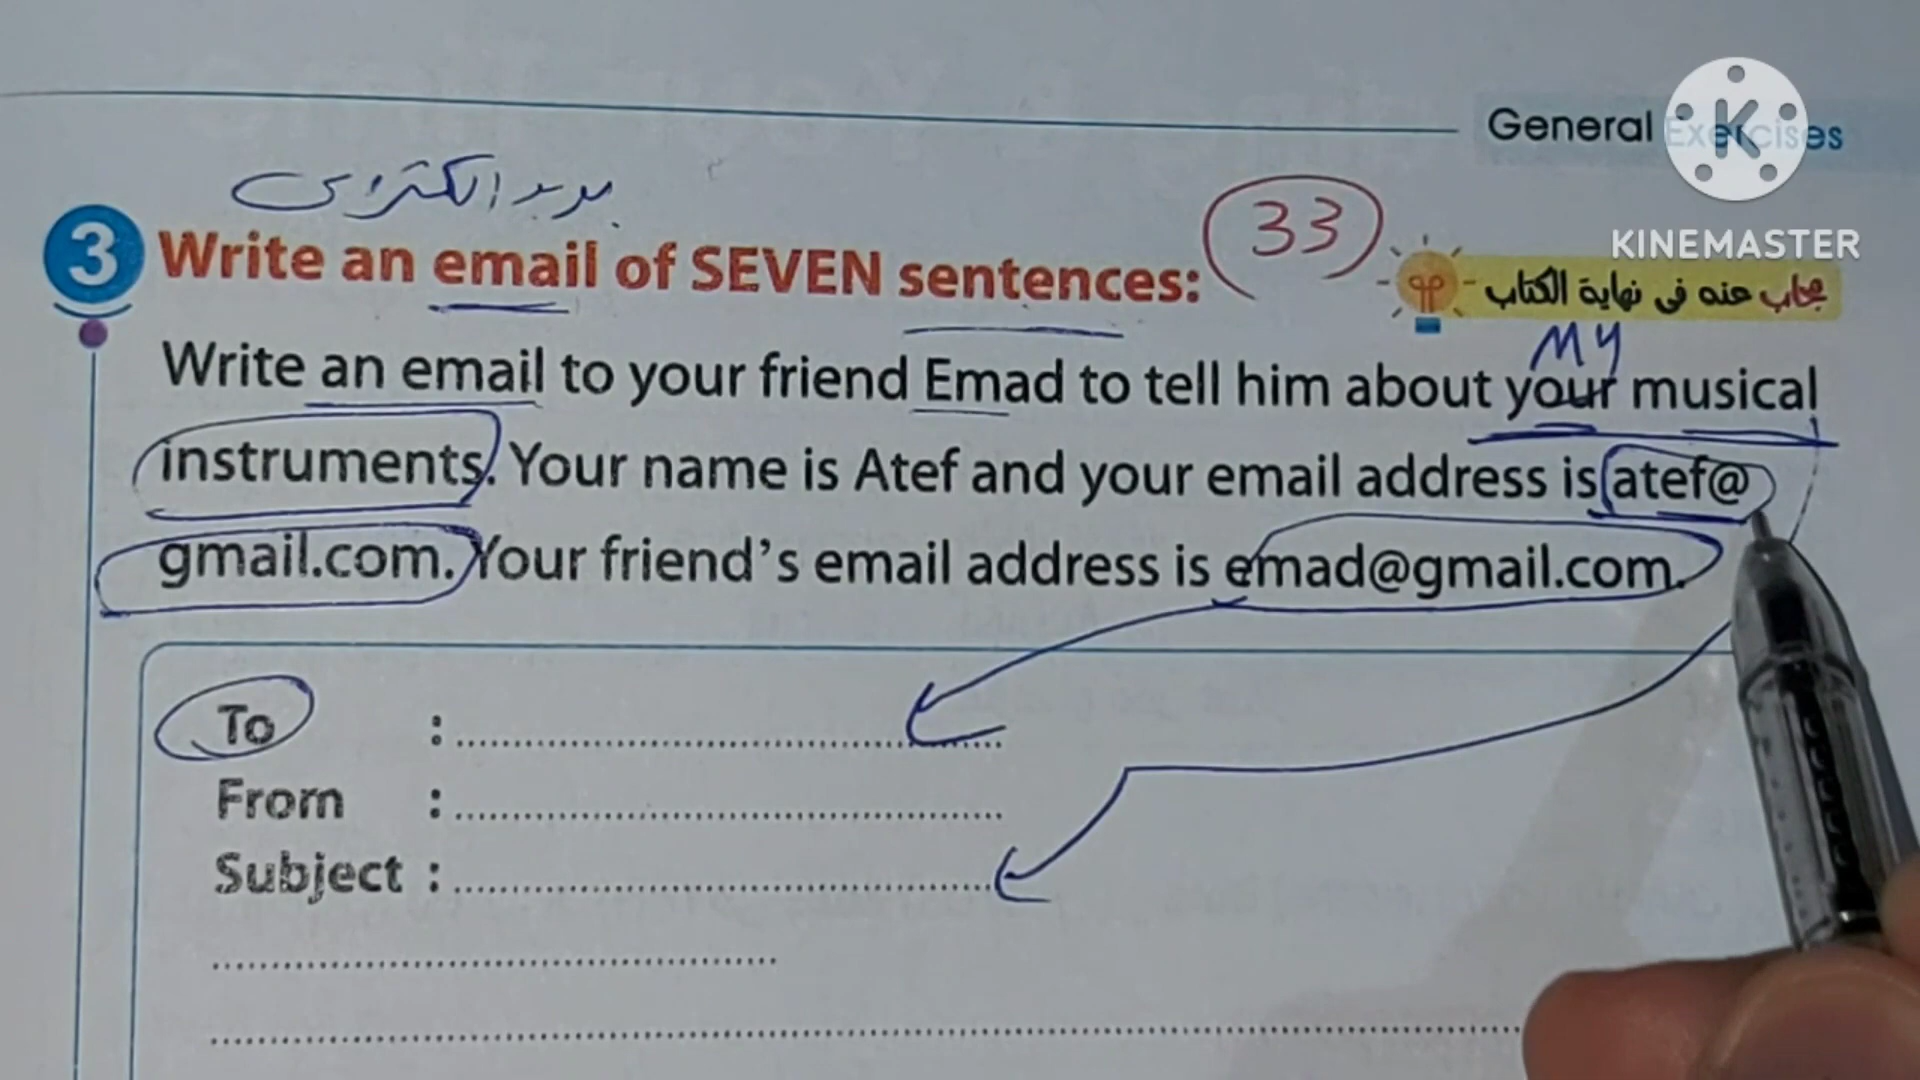 General Exercises
KINEMASTER
بريد الكتروني
33
3 Write an email of SEVEN sentences:
مجاب عنه فى نهاية الكتاب
My
Write an email to your friend Emad to tell him about your musical
instruments. Your name is Atef and your email address is atef@
gmail.com. Your friend's email address is emad@gmail.com.
To :
From :
Subject :